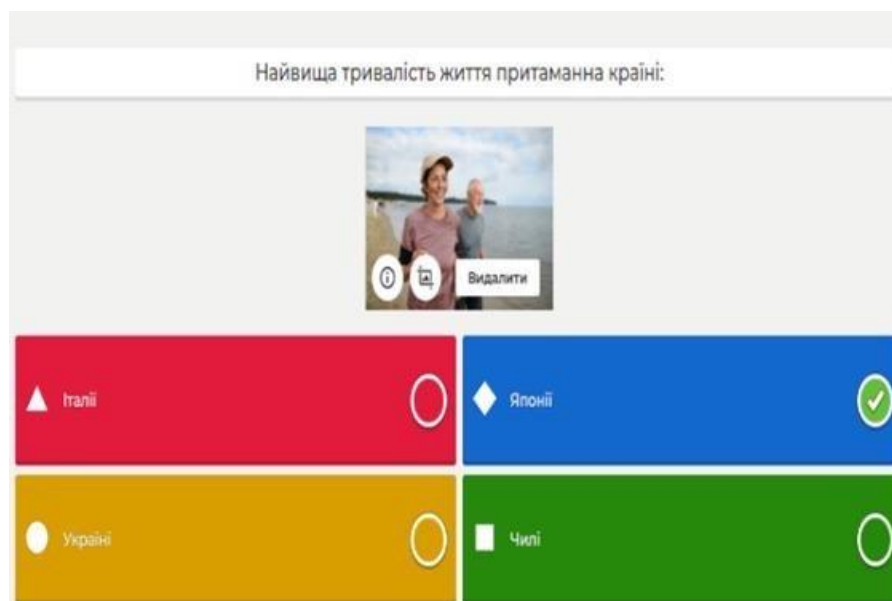 Найвища тривалість життя притаманна країні:
Видалити
Італії
Японії
Україні
Чилі